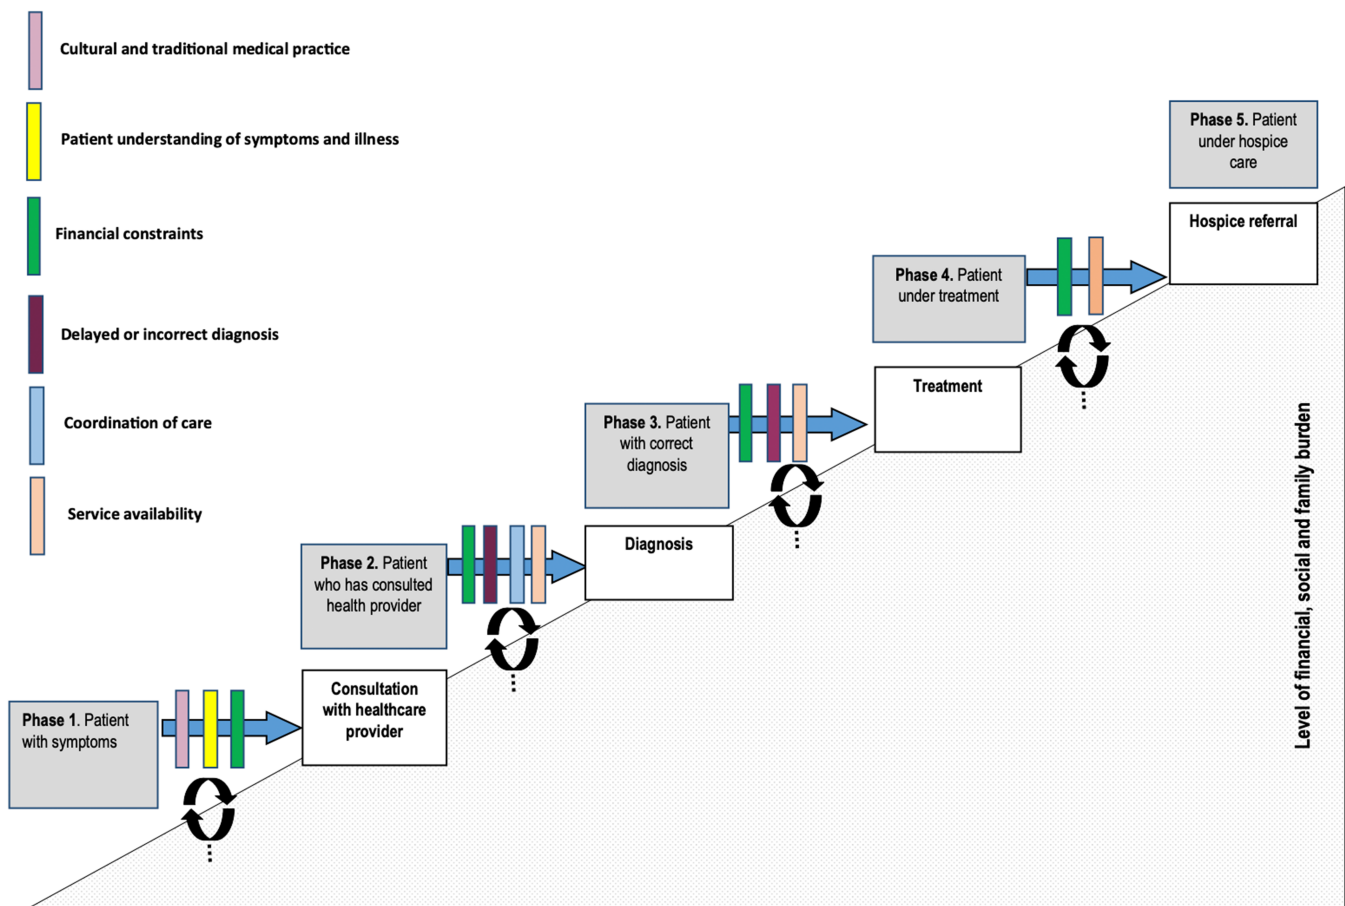 Cultural and traditional medical practice
Patient understanding of symptoms and illness
Financial constraints
Delayed or incorrect diagnosis
Coordination of care
Service availability
Phase 1. Patient
with symptoms
Consultation
with healthcare
provider
Phase 2. Patient
who has consulted
health provider
Diagnosis
Phase 3. Patient
with correct
diagnosis
Treatment
Phase 4. Patient
under treatment
Hospice referral
Phase 5. Patient
under hospice
care
Level of financial, social and family burden